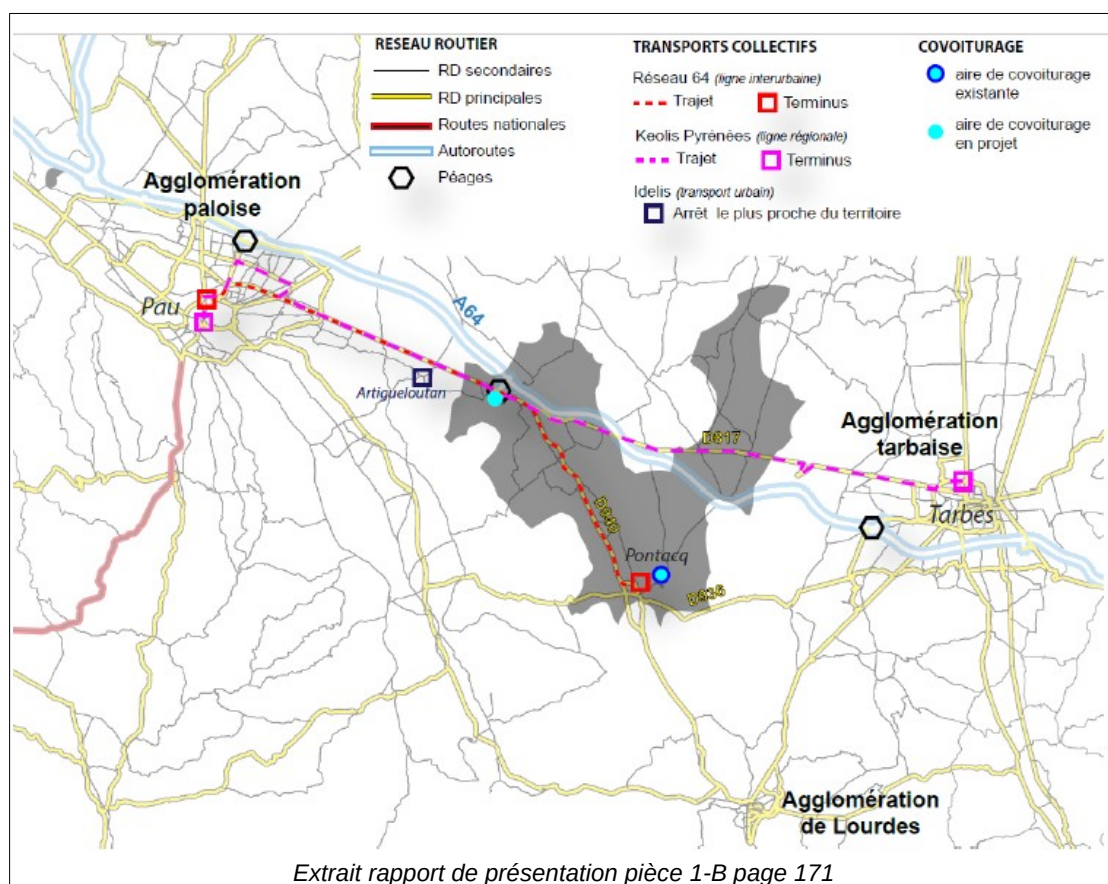 RESEAU ROUTIER
RD secondaires
RD principales
Routes nationales
Autoroutes
Péages
TRANSPORTS COLLECTIFS
Réseau 64 (ligne interurbaine)
Trajet
Terminus
Keolis Pyrénées (ligne régionale)
Trajet
Terminus
Idelis (transport urbain)
Arrêt le plus proche du territoire
COVOITURAGE
aire de covoiturage
existante
aire de covoiturage
en projet
Agglomération
paloise
Pau
A64
Artigueloutan
D817
Agglomération
tarbaise
Tarbes
D940
Pontacq
D936
Agglomération
de Lourdes
Extrait rapport de présentation pièce 1-B page 171